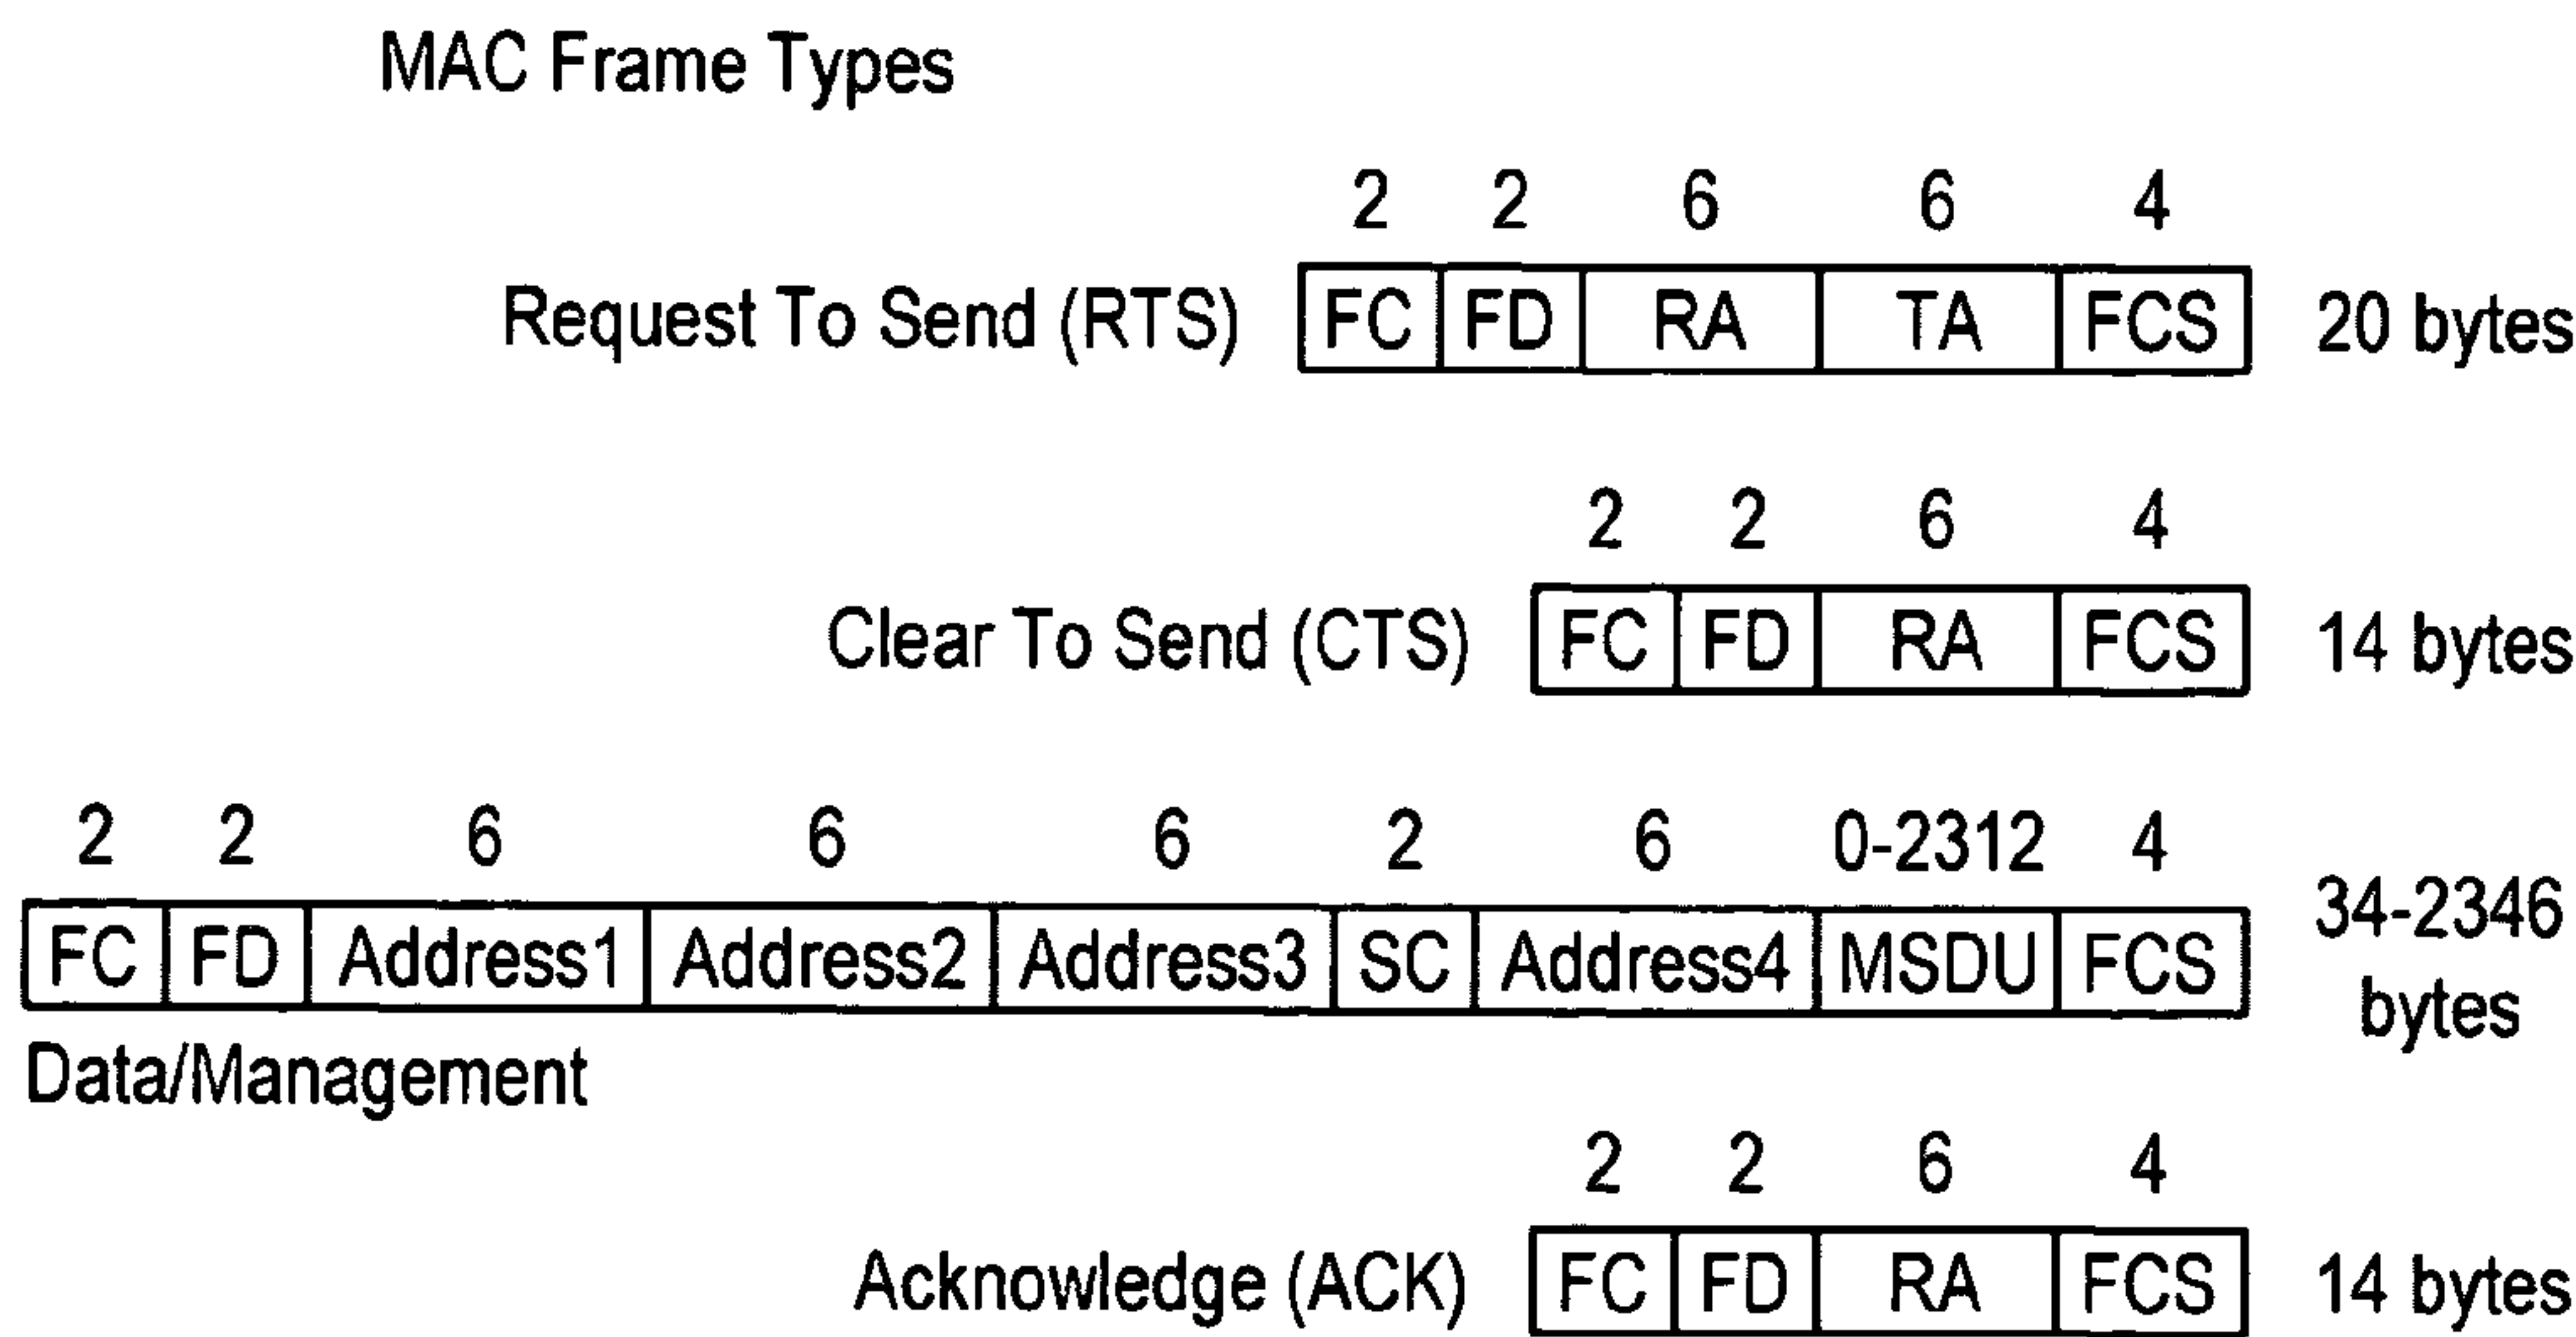 MAC Frame Types
2 2 6 6 4
Request To Send (RTS) FC FD RA TA FCS 20 bytes
2 2 6 4
Clear To Send (CTS) FC FD RA FCS 14 bytes
2 2 6 6 6 2 6 0-2312 4
FC FD Address1 Address2 Address3 SC Address4 MSDU FCS 34-2346 bytes
Data/Management
2 2 6 4
Acknowledge (ACK) FC FD RA FCS 14 bytes